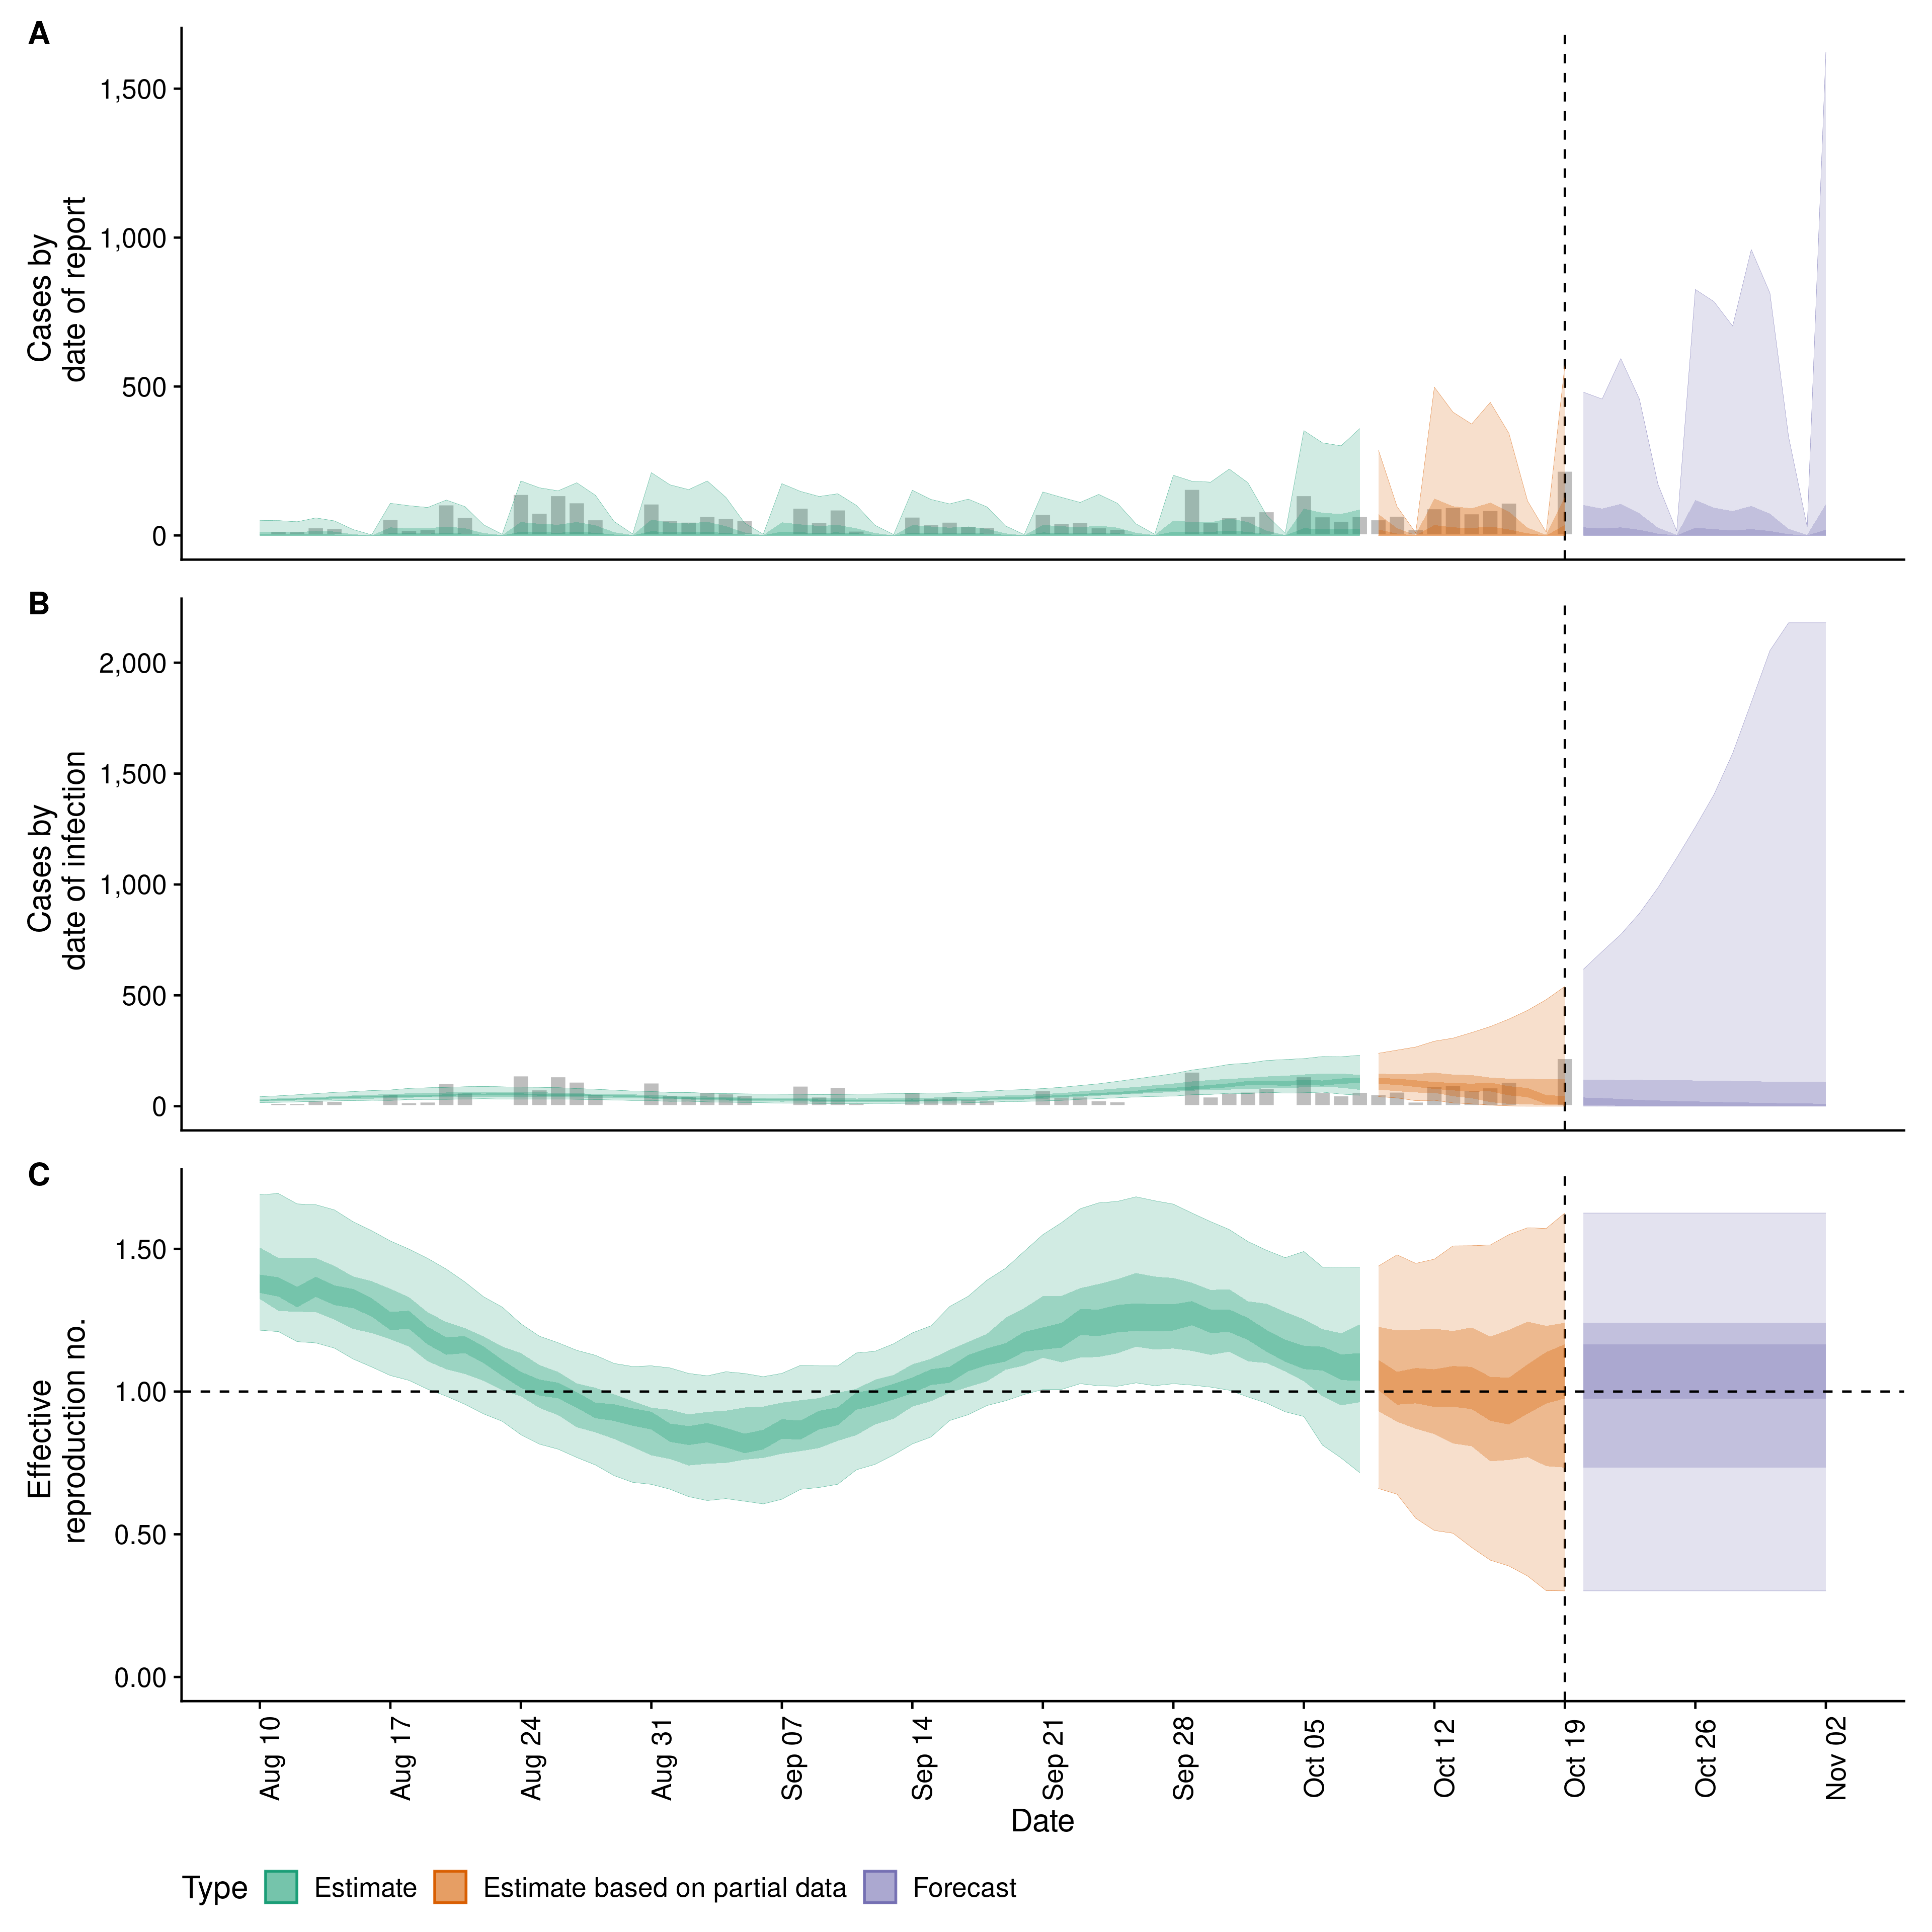 A
Cases by
date of report
1,500
1,000
500
0
B
Cases by
date of infection
2,000
1,500
1,000
500
0
C
Effective
reproduction no.
1.50
1.00
0.50
0.00
Aug 10
Aug 17
Aug 24
Aug 31
Sep 07
Sep 14
Sep 21
Sep 28
Oct 05
Oct 12
Oct 19
Oct 26
Nov 02
Date
Type Estimate Estimate based on partial data Forecast